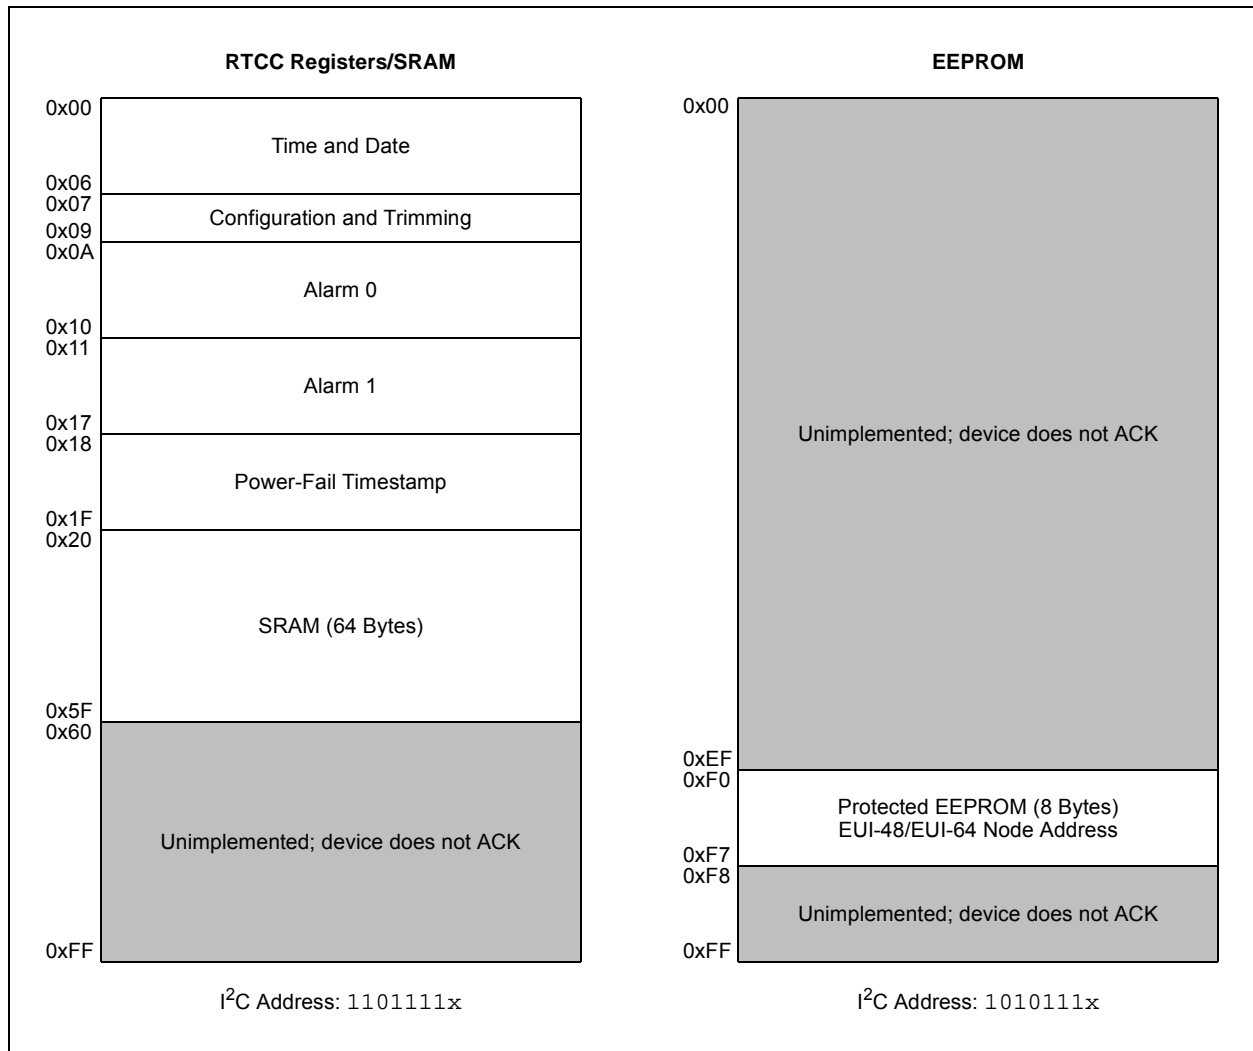 RTCC Registers/SRAM
0x00
Time and Date
0x06
0x07
Configuration and Trimming
0x09
0x0A
Alarm 0
0x10
0x11
Alarm 1
0x17
0x18
Power-Fail Timestamp
0x1F
0x20
SRAM (64 Bytes)
0x5F
0x60
Unimplemented; device does not ACK
0xFF
I2C Address: 1101111x
EEPROM
0x00
Unimplemented; device does not ACK
0xEF
0xF0
Protected EEPROM (8 Bytes)
EUI-48/EUI-64 Node Address
0xF7
0xF8
Unimplemented; device does not ACK
0xFF
I2C Address: 1010111x